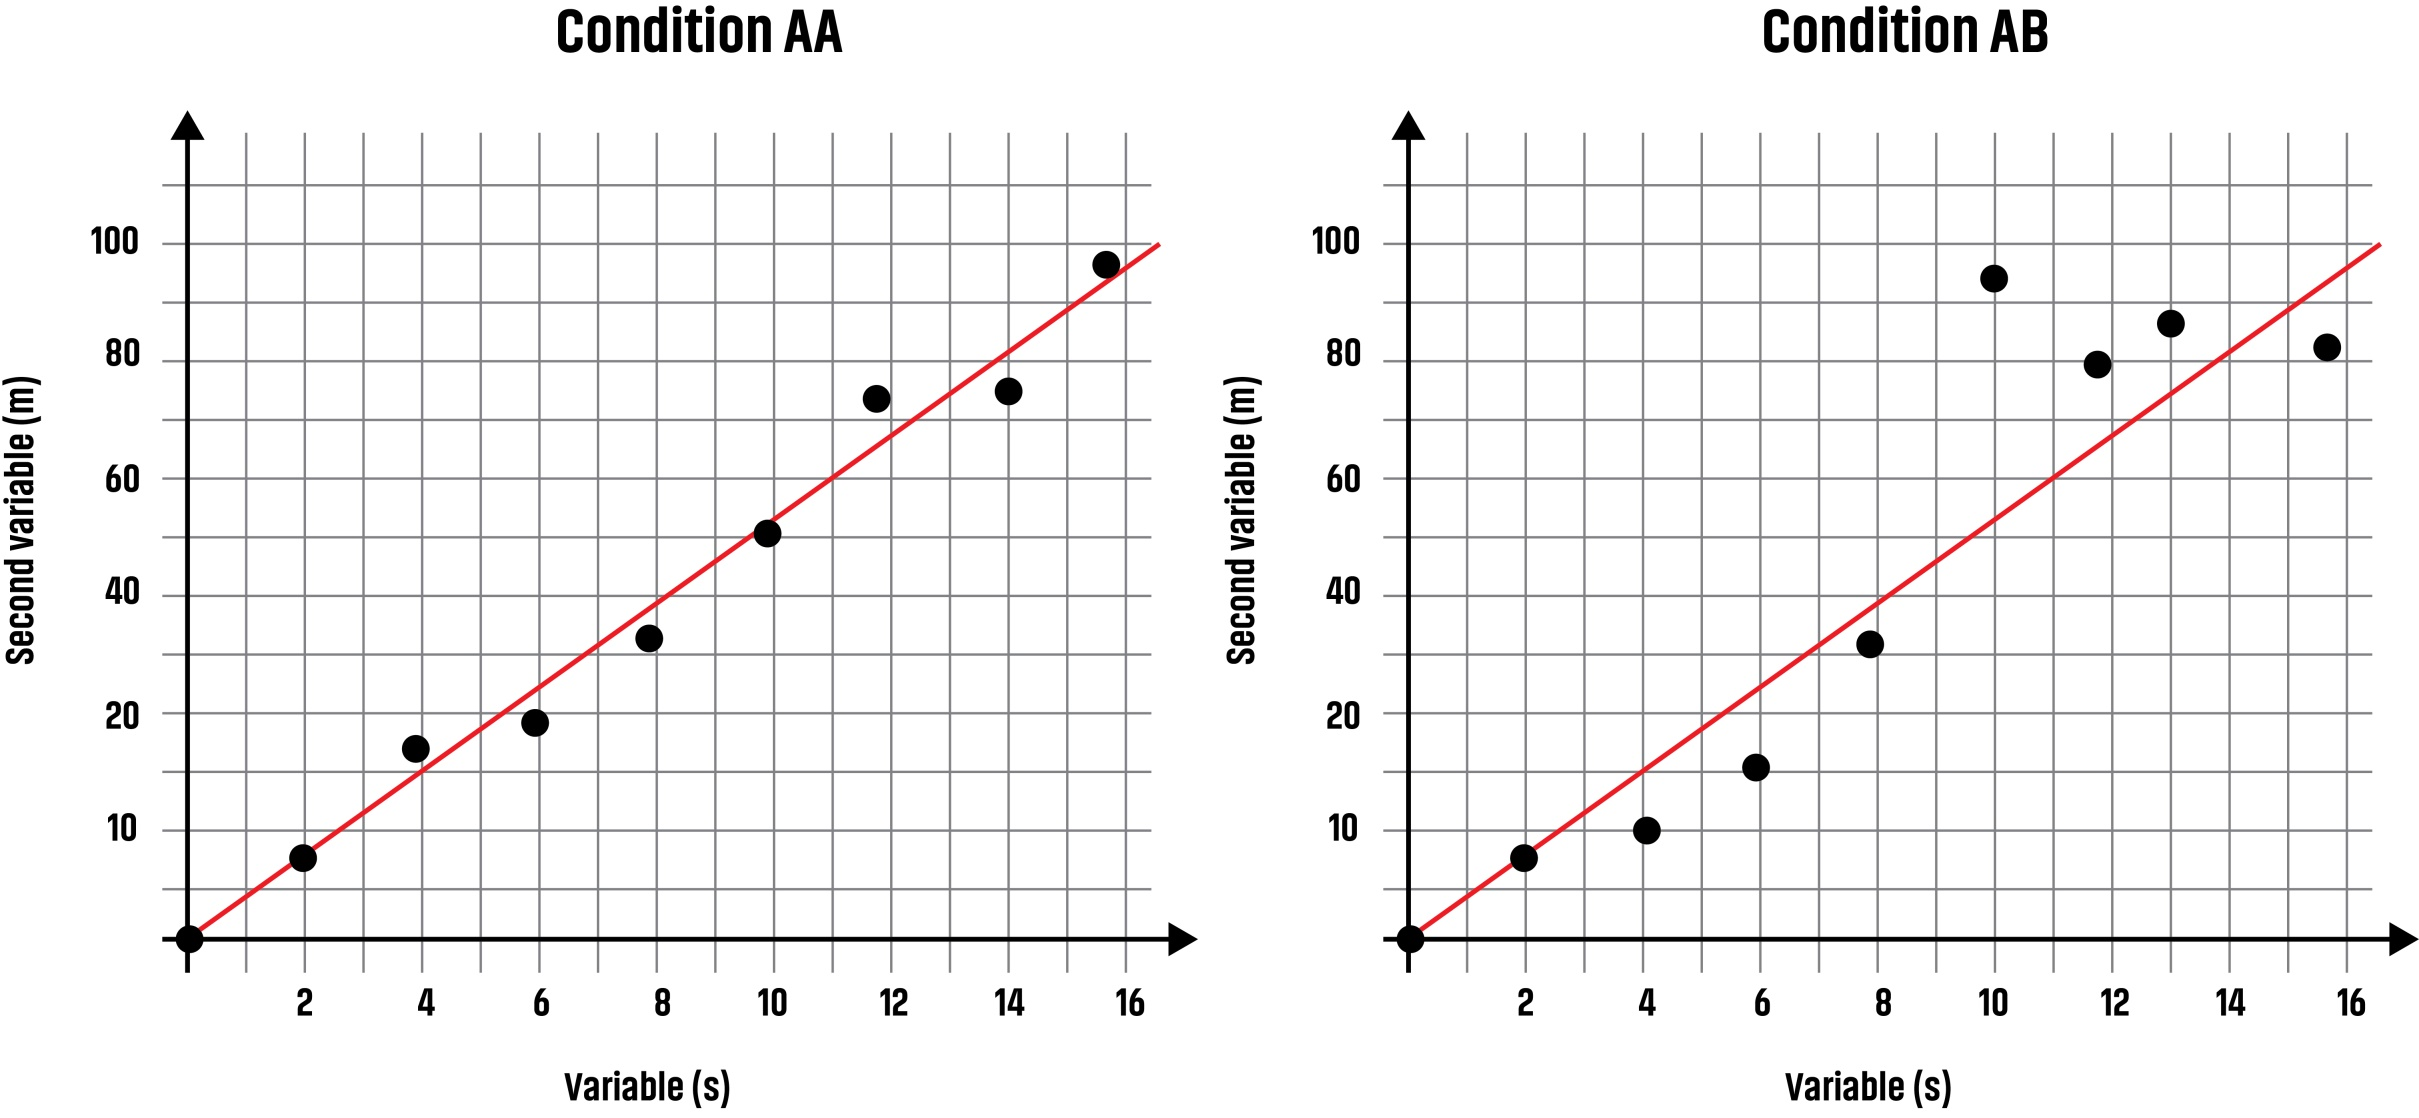 Condition AA
100
80
60
40
20
10
Second variable (m)
2 4 6 8 10 12 14 16
Variable (s)
Condition AB
100
80
60
40
20
10
Second variable (m)
2 4 6 8 10 12 14 16
Variable (s)